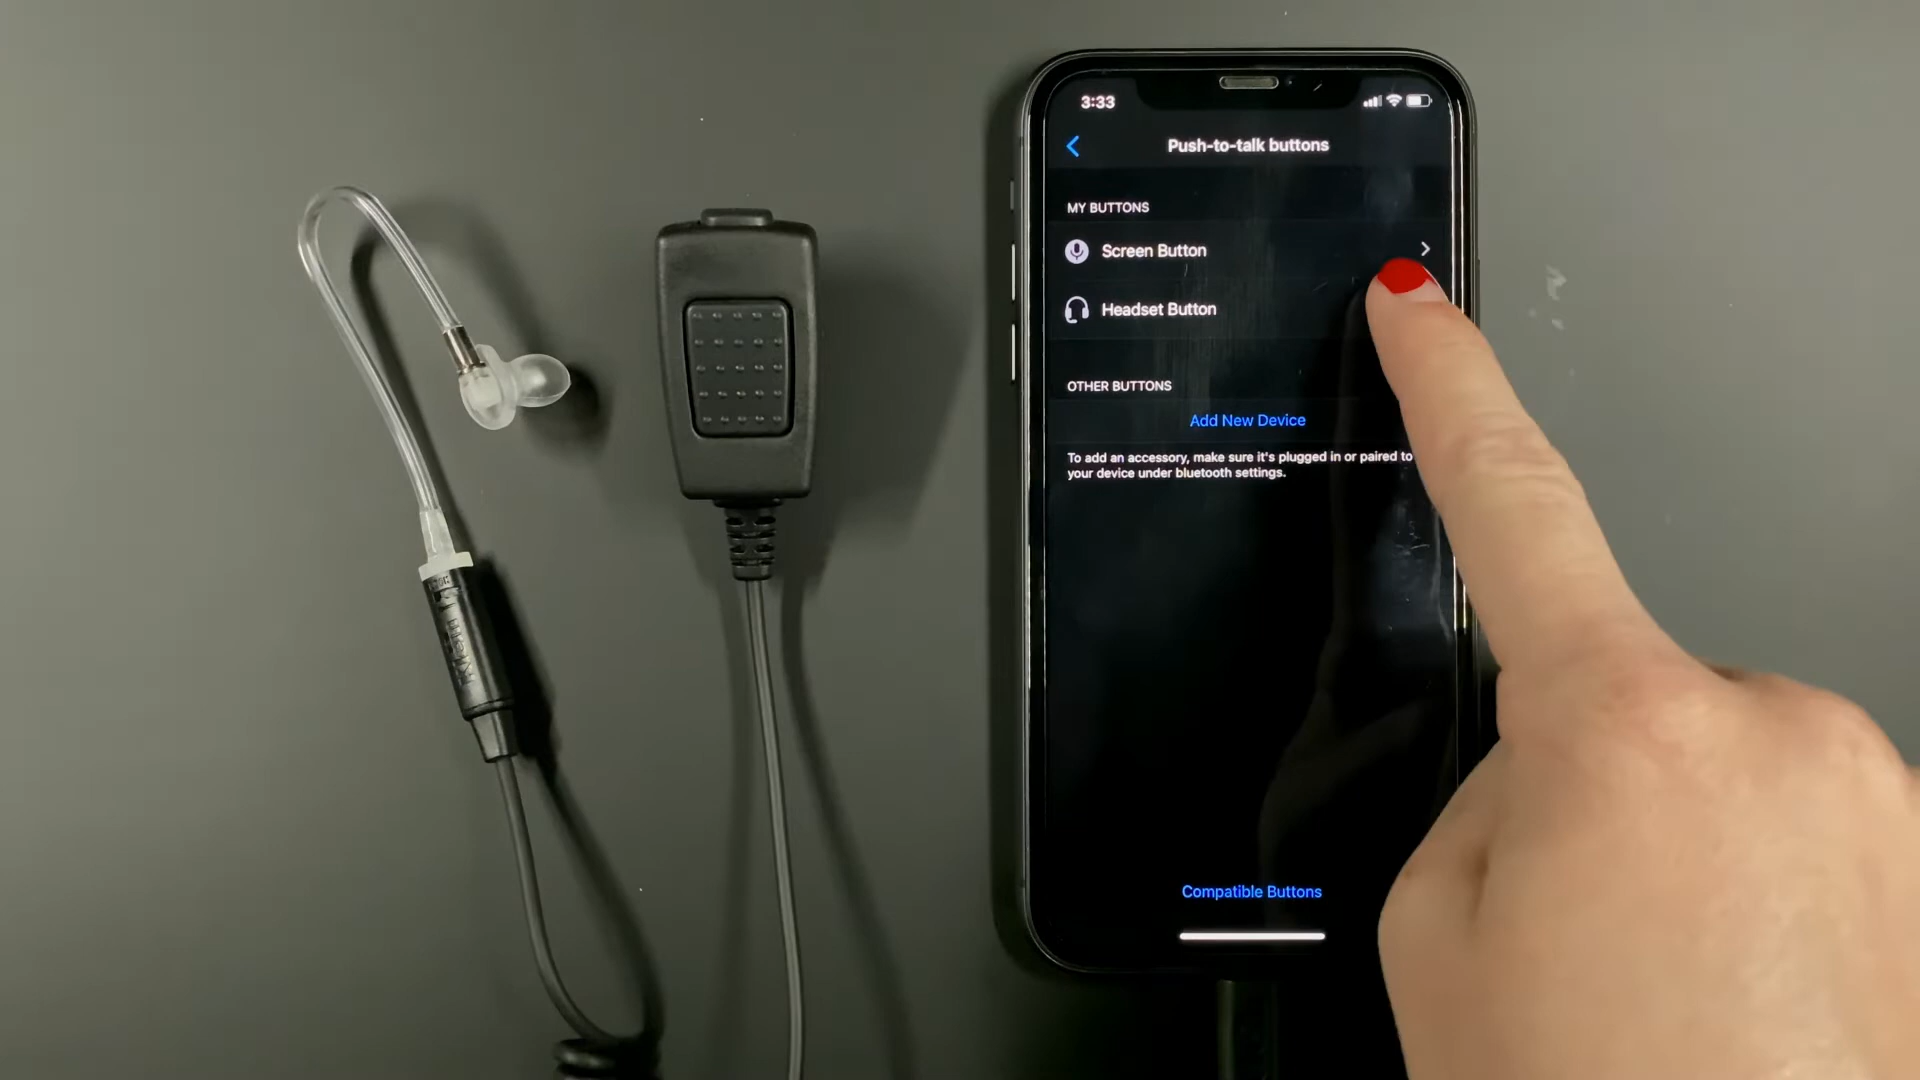 3:33
Push-to-talk buttons
MY BUTTONS
Screen Button
Headset Button
OTHER BUTTONS
Add New Device
To add an accessory, make sure it's plugged in or paired to
your device under bluetooth settings.
Compatible Buttons